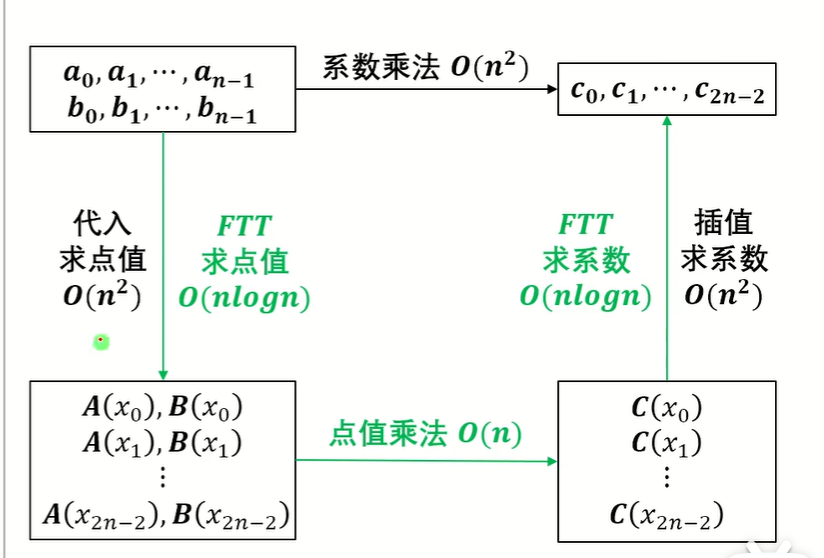 a₀, a₁, ⋯, aₙ₋₁
b₀, b₁, ⋯, bₙ₋₁
系数乘法 O(n²)
c₀, c₁, ⋯, c₂ₙ₋₂
代入
求点值
O(n²)
FTT
求点值
O(nlogn)
FTT
求系数
O(nlogn)
插值
求系数
O(n²)
A(x₀), B(x₀)
A(x₁), B(x₁)
⋮
A(x₂ₙ₋₂), B(x₂ₙ₋₂)
点值乘法 O(n)
C(x₀)
C(x₁)
⋮
C(x₂ₙ₋₂)